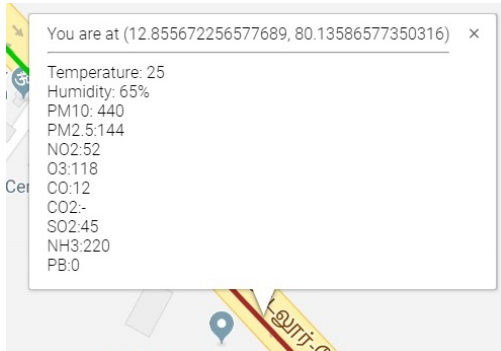 You are at (12.855672256577689, 80.13586577350316) ×
Temperature: 25
Humidity: 65%
PM10: 440
PM2.5:144
NO2:52
O3:118
CO:12
CO2:-
SO2:45
NH3:220
PB:0
Cer